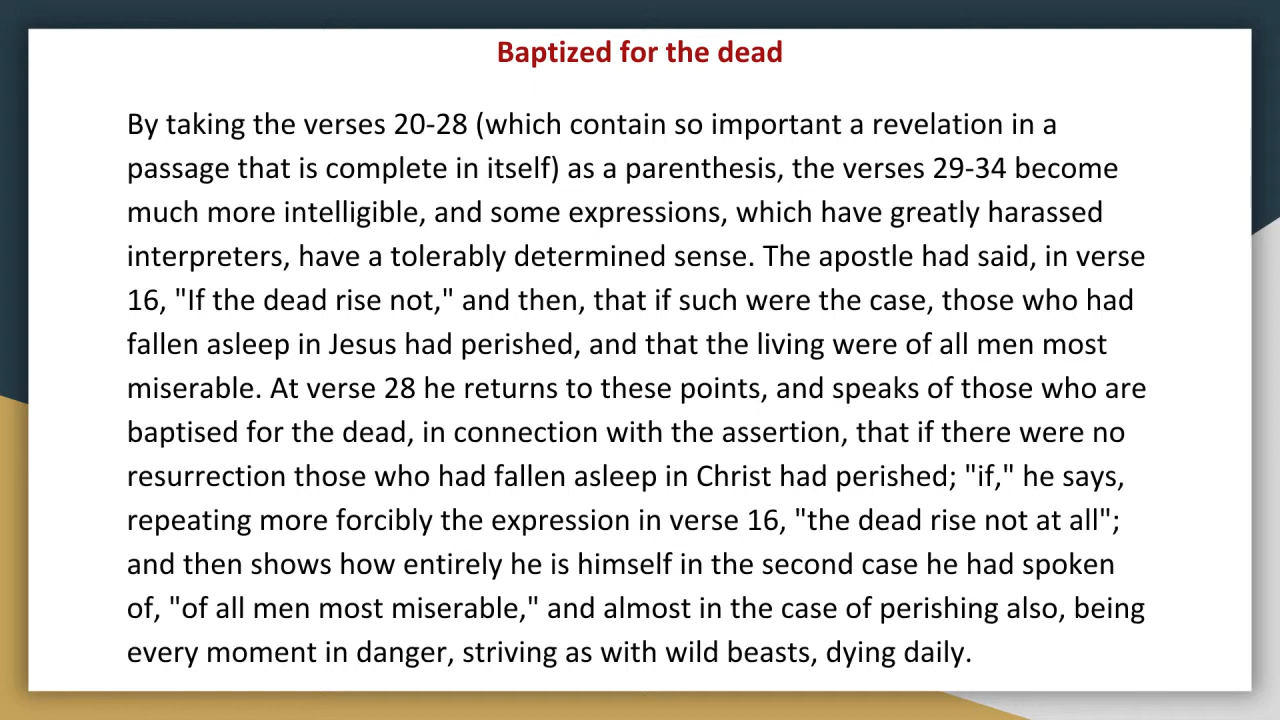 Baptized for the dead
By taking the verses 20-28 (which contain so important a revelation in a
passage that is complete in itself) as a parenthesis, the verses 29-34 become
much more intelligible, and some expressions, which have greatly harassed
interpreters, have a tolerably determined sense. The apostle had said, in verse
16, "If the dead rise not," and then, that if such were the case, those who had
fallen asleep in Jesus had perished, and that the living were of all men most
miserable. At verse 28 he returns to these points, and speaks of those who are
baptised for the dead, in connection with the assertion, that if there were no
resurrection those who had fallen asleep in Christ had perished; "if," he says,
repeating more forcibly the expression in verse 16, "the dead rise not at all";
and then shows how entirely he is himself in the second case he had spoken
of, "of all men most miserable," and almost in the case of perishing also, being
every moment in danger, striving as with wild beasts, dying daily.